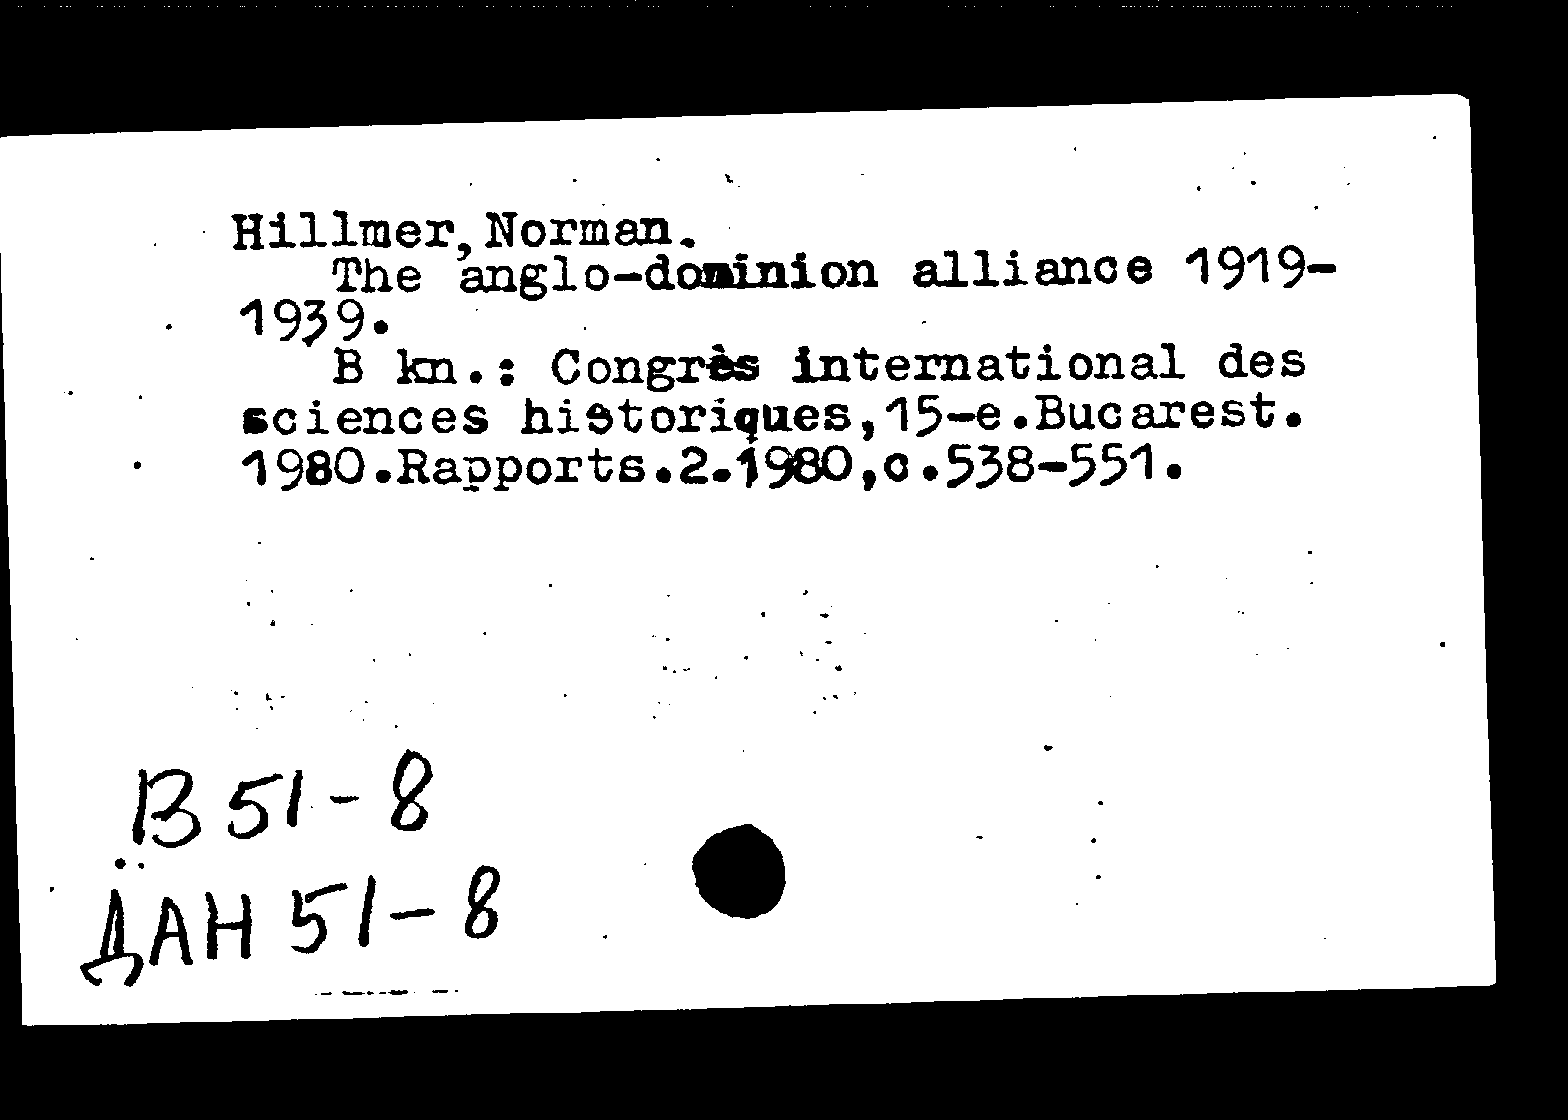 Hillmer, Norman.
The anglo-dominion alliance 1919-
1939.
B kn.: Congrès international des
sciences historiques,15-e.Bucarest.
1980.Rapports.2.1980,c.538-551.
В 51-8
ДАН 51-8